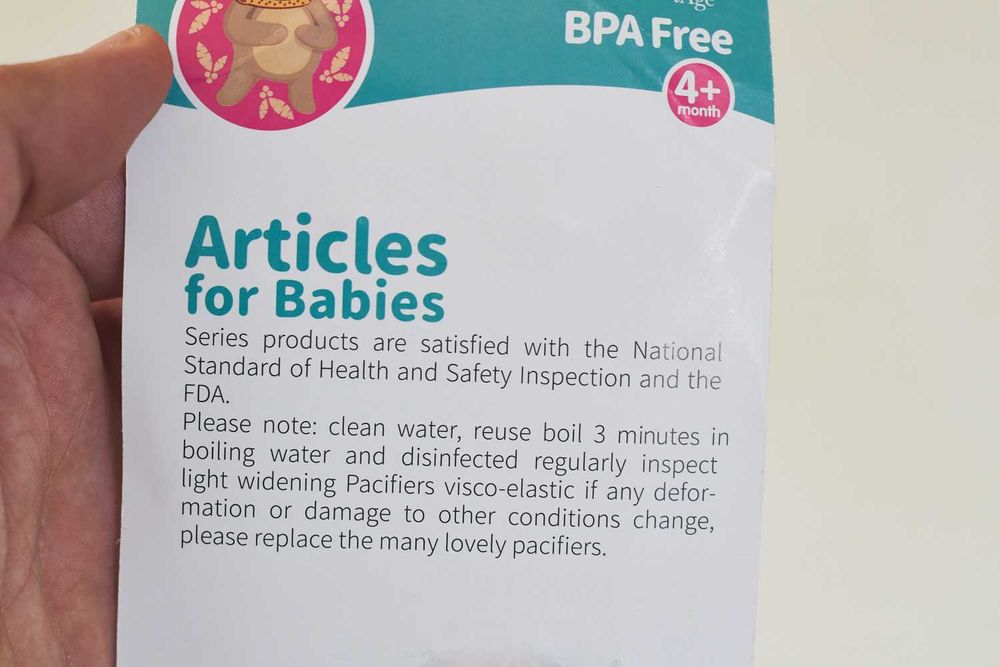 BPA Free
4+
month
Articles
for Babies
Series products are satisfied with the National
Standard of Health and Safety Inspection and the
FDA.
Please note: clean water, reuse boil 3 minutes in
boiling water and disinfected regularly inspect
light widening Pacifiers visco-elastic if any defor-
mation or damage to other conditions change,
please replace the many lovely pacifiers.